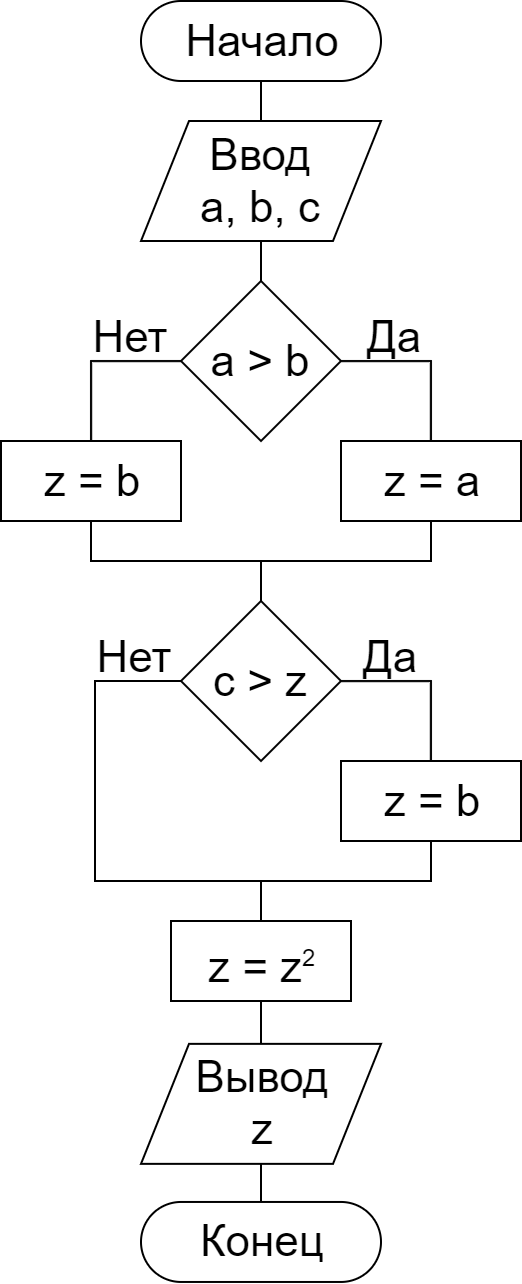 Начало
Ввод
a, b, c
Нет
Да
a > b
z = b
z = a
Нет
Да
c > z
z = b
z = z²
Вывод
z
Конец